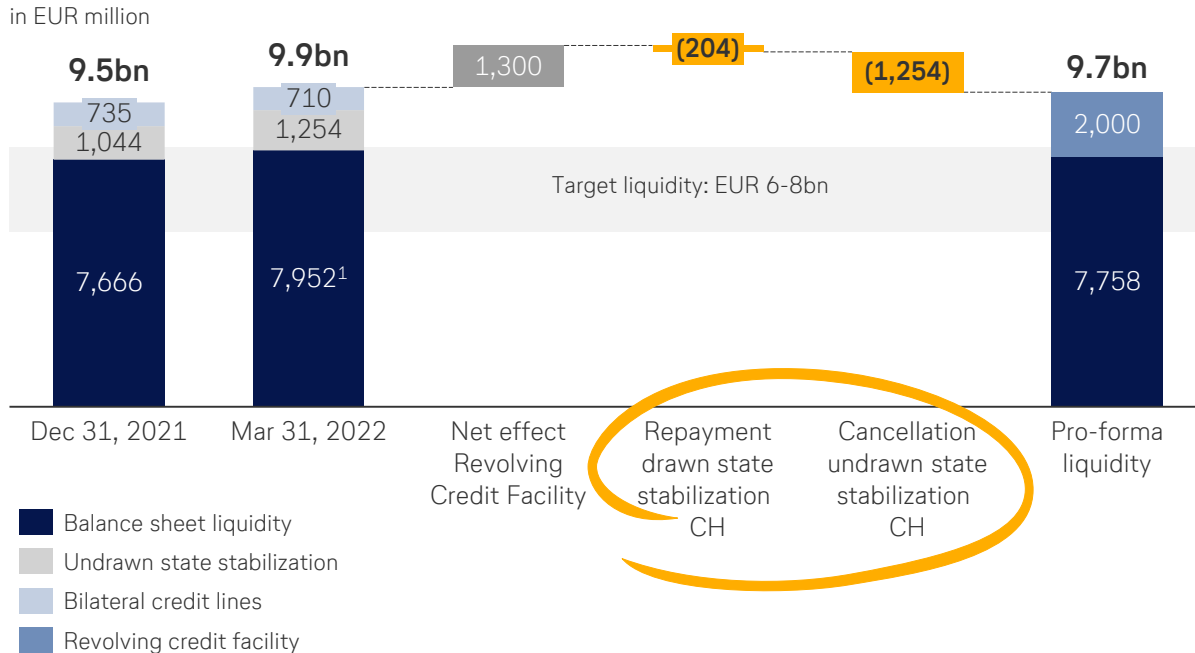 in EUR million
9.5bn
9.9bn
9.7bn
735
1,044
7,666
710
1,254
7,952¹
1,300
(204)
(1,254)
2,000
7,758
Target liquidity: EUR 6-8bn
Dec 31, 2021
Mar 31, 2022
Net effect
Revolving
Credit Facility
Repayment
drawn state
stabilization
CH
Cancellation
undrawn state
stabilization
CH
Pro-forma
liquidity
Balance sheet liquidity
Undrawn state stabilization
Bilateral credit lines
Revolving credit facility